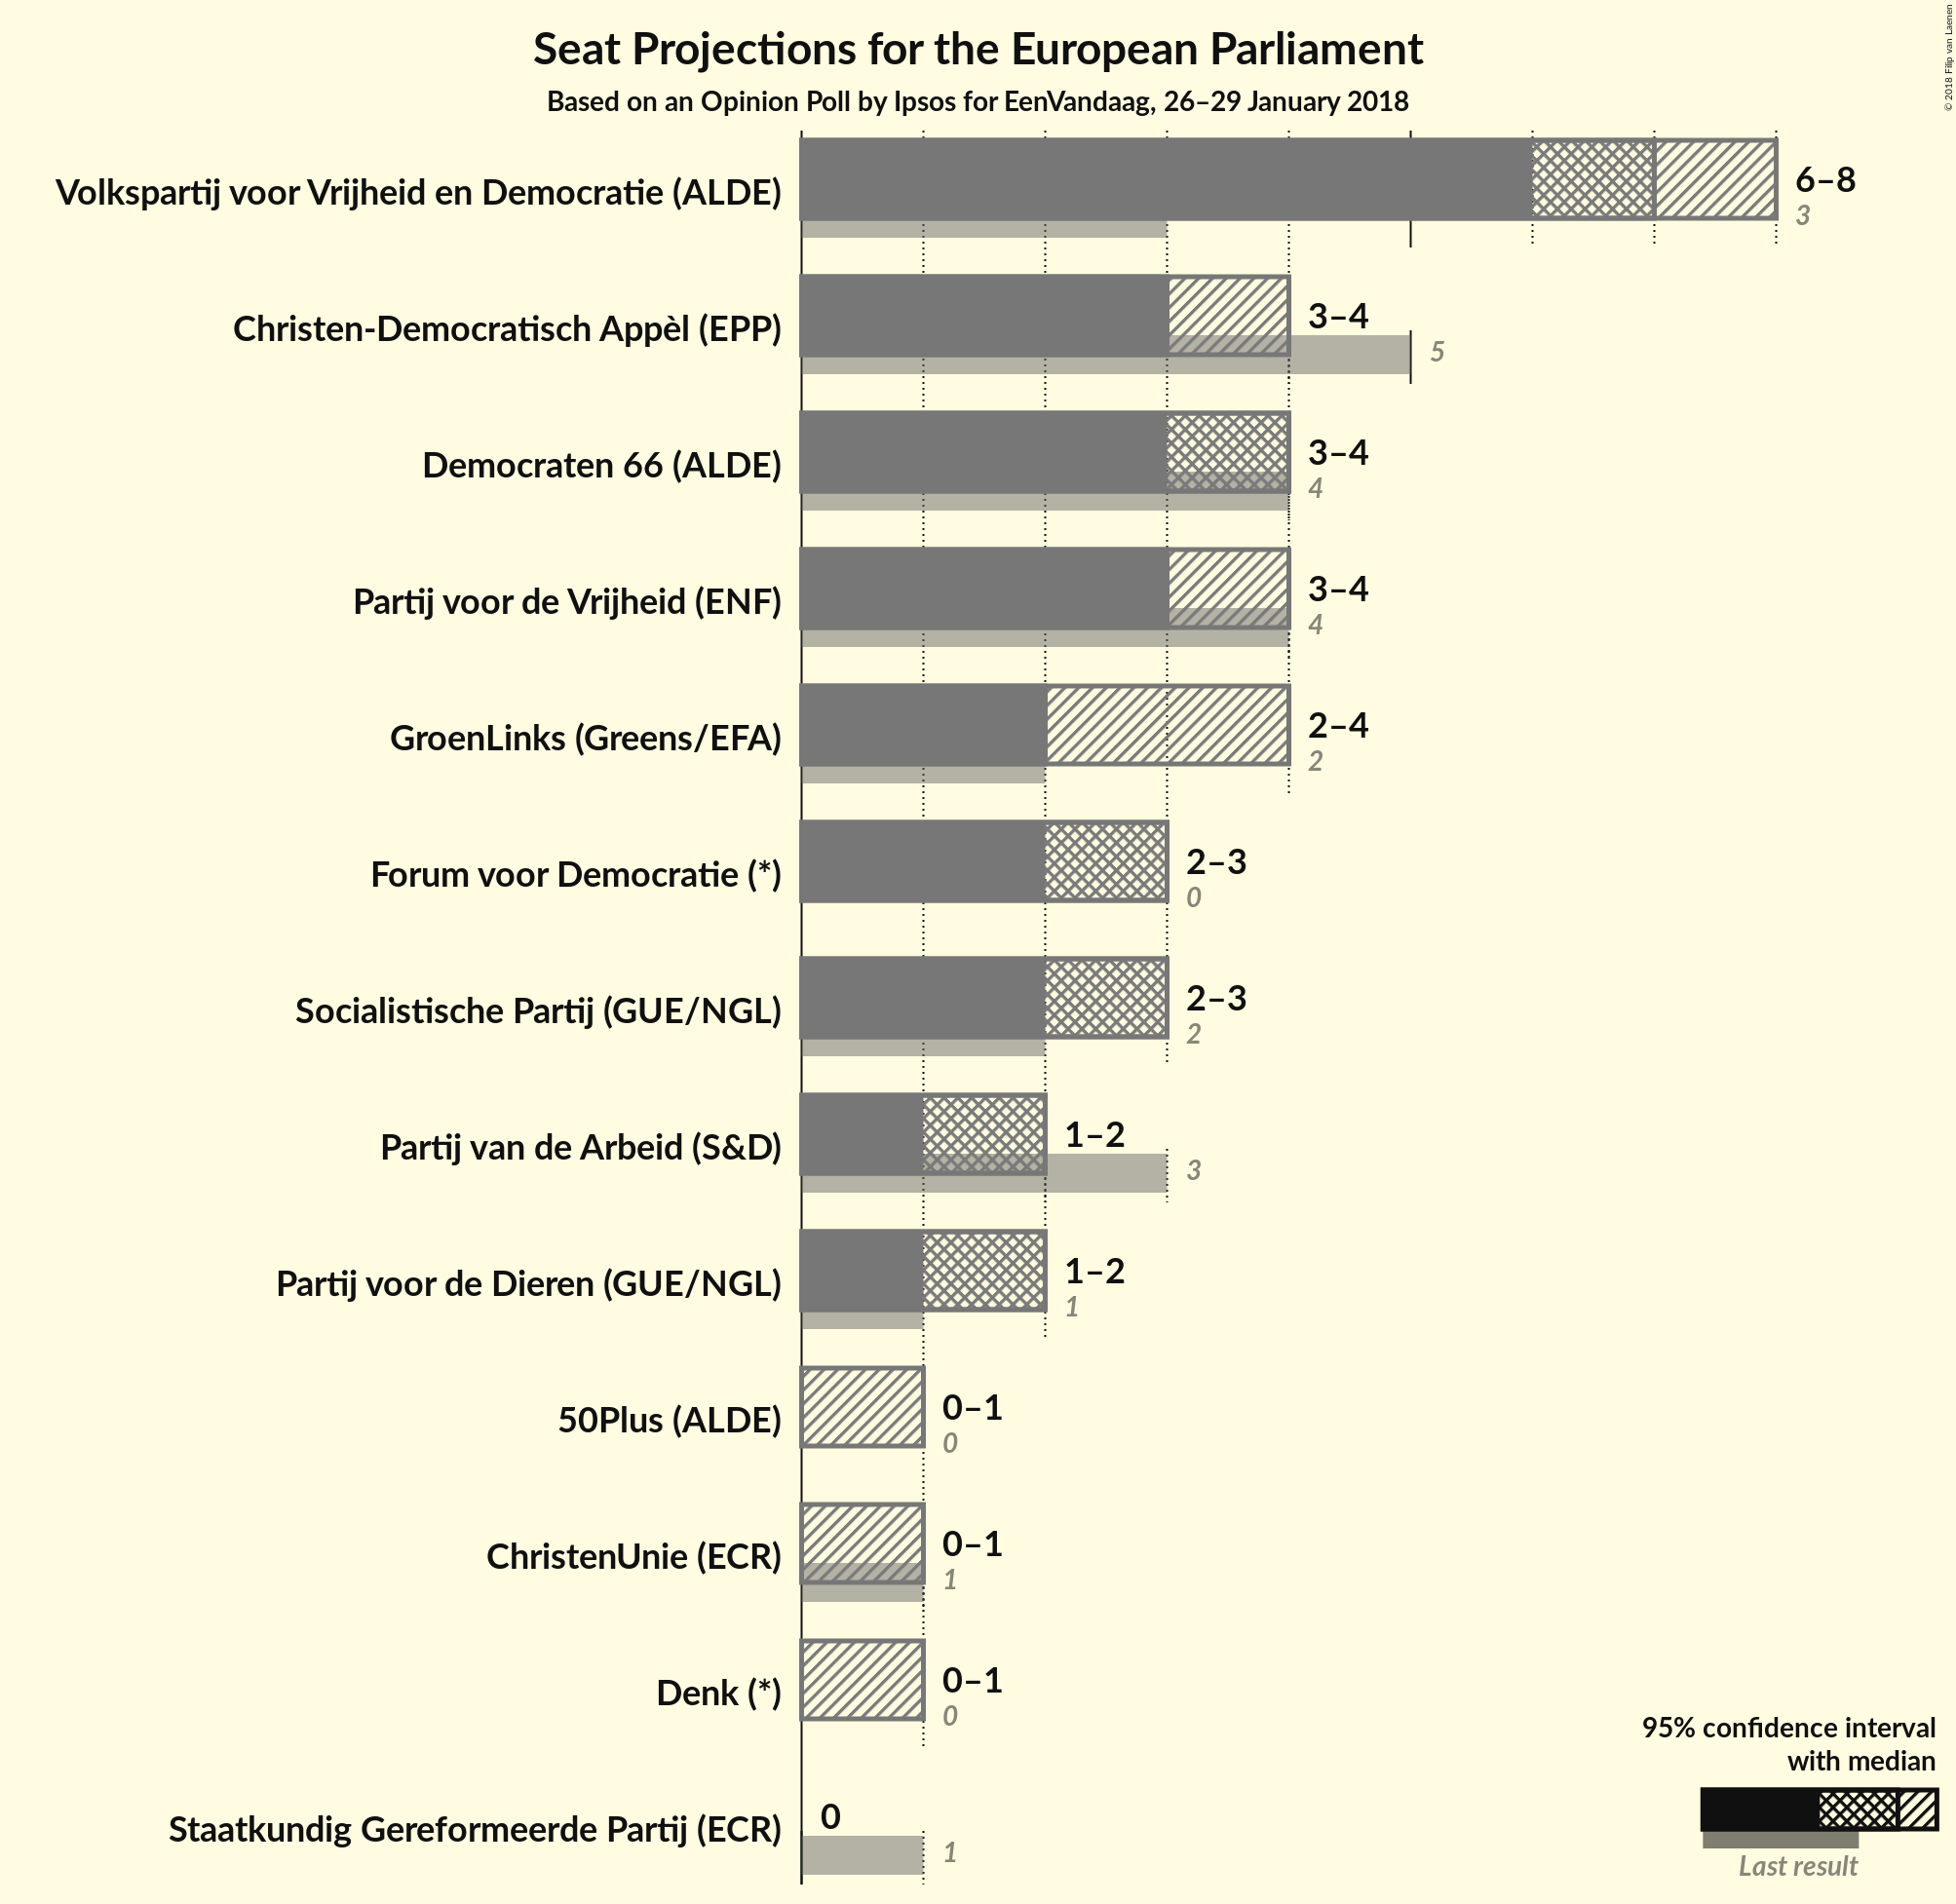 Seat Projections for the European Parliament
Based on an Opinion Poll by Ipsos for EenVandaag, 26–29 January 2018
© 2018 Filip van Laenen
Volkspartij voor Vrijheid en Democratie (ALDE)
6–8
3
Christen-Democratisch Appèl (EPP)
3–4
5
Democraten 66 (ALDE)
3–4
4
Partij voor de Vrijheid (ENF)
3–4
4
GroenLinks (Greens/EFA)
2–4
2
Forum voor Democratie (*)
2–3
0
Socialistische Partij (GUE/NGL)
2–3
2
Partij van de Arbeid (S&D)
1–2
3
Partij voor de Dieren (GUE/NGL)
1–2
1
50Plus (ALDE)
0–1
0
ChristenUnie (ECR)
0–1
1
Denk (*)
0–1
0
Staatkundig Gereformeerde Partij (ECR)
0
1
95% confidence interval
with median
Last result